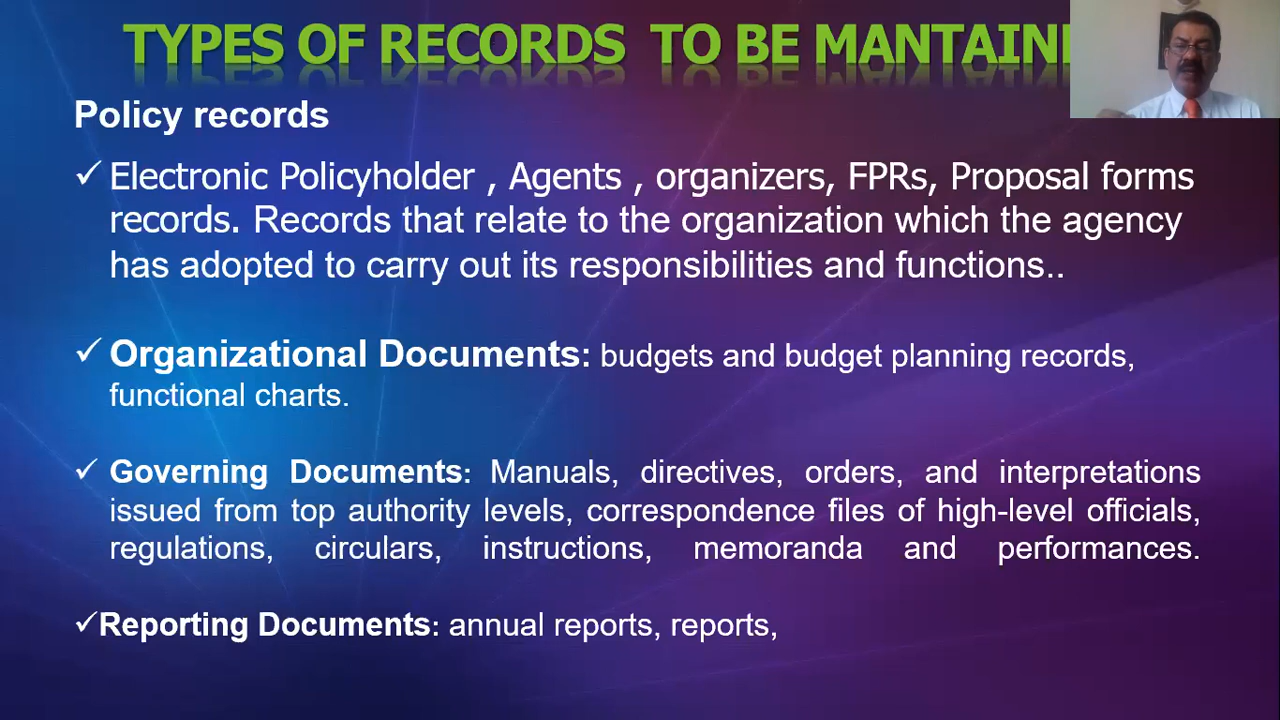 TYPES OF RECORDS TO BE MANTAIN
Policy records
✓ Electronic Policyholder , Agents , organizers, FPRs, Proposal forms
records. Records that relate to the organization which the agency
has adopted to carry out its responsibilities and functions..
✓ Organizational Documents: budgets and budget planning records,
functional charts.
✓ Governing Documents: Manuals, directives, orders, and interpretations
issued from top authority levels, correspondence files of high-level officials,
regulations, circulars, instructions, memoranda and performances.
✓Reporting Documents: annual reports, reports,